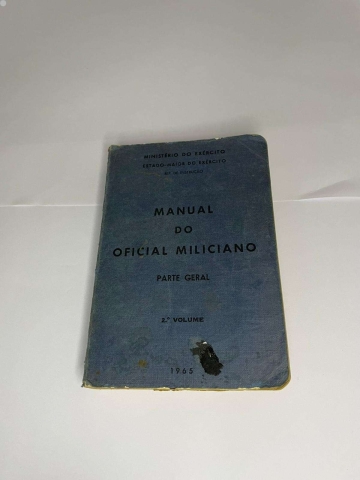 MINISTÉRIO DO EXÉRCITO
ESTADO-MAIOR DO EXÉRCITO
MANUAL
DO
OFICIAL MILICIANO
PARTE GERAL
2.º VOLUME
1965